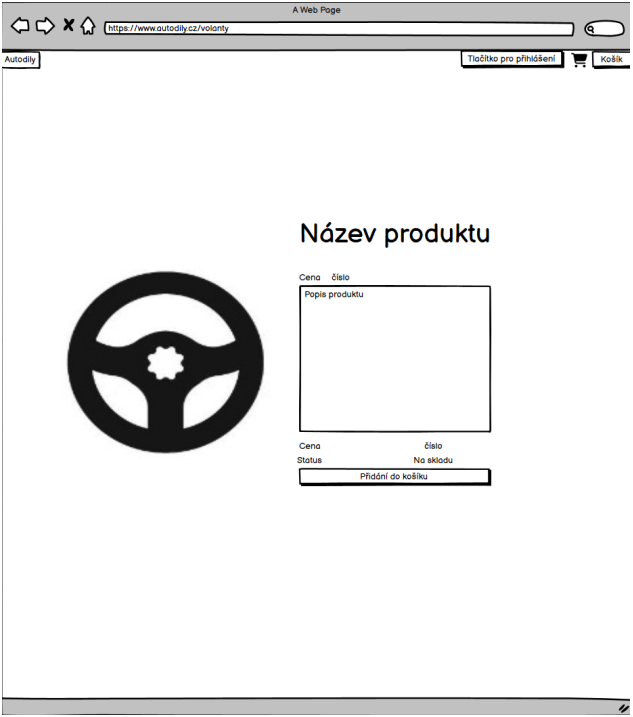 A Web Page
https://www.autodily.cz/volanty
Autodily
Tlačítko pro přihlášení
Košík
Název produktu
Cena číslo
Popis produktu
Cena číslo
Status Na skladu
Přidání do košíku